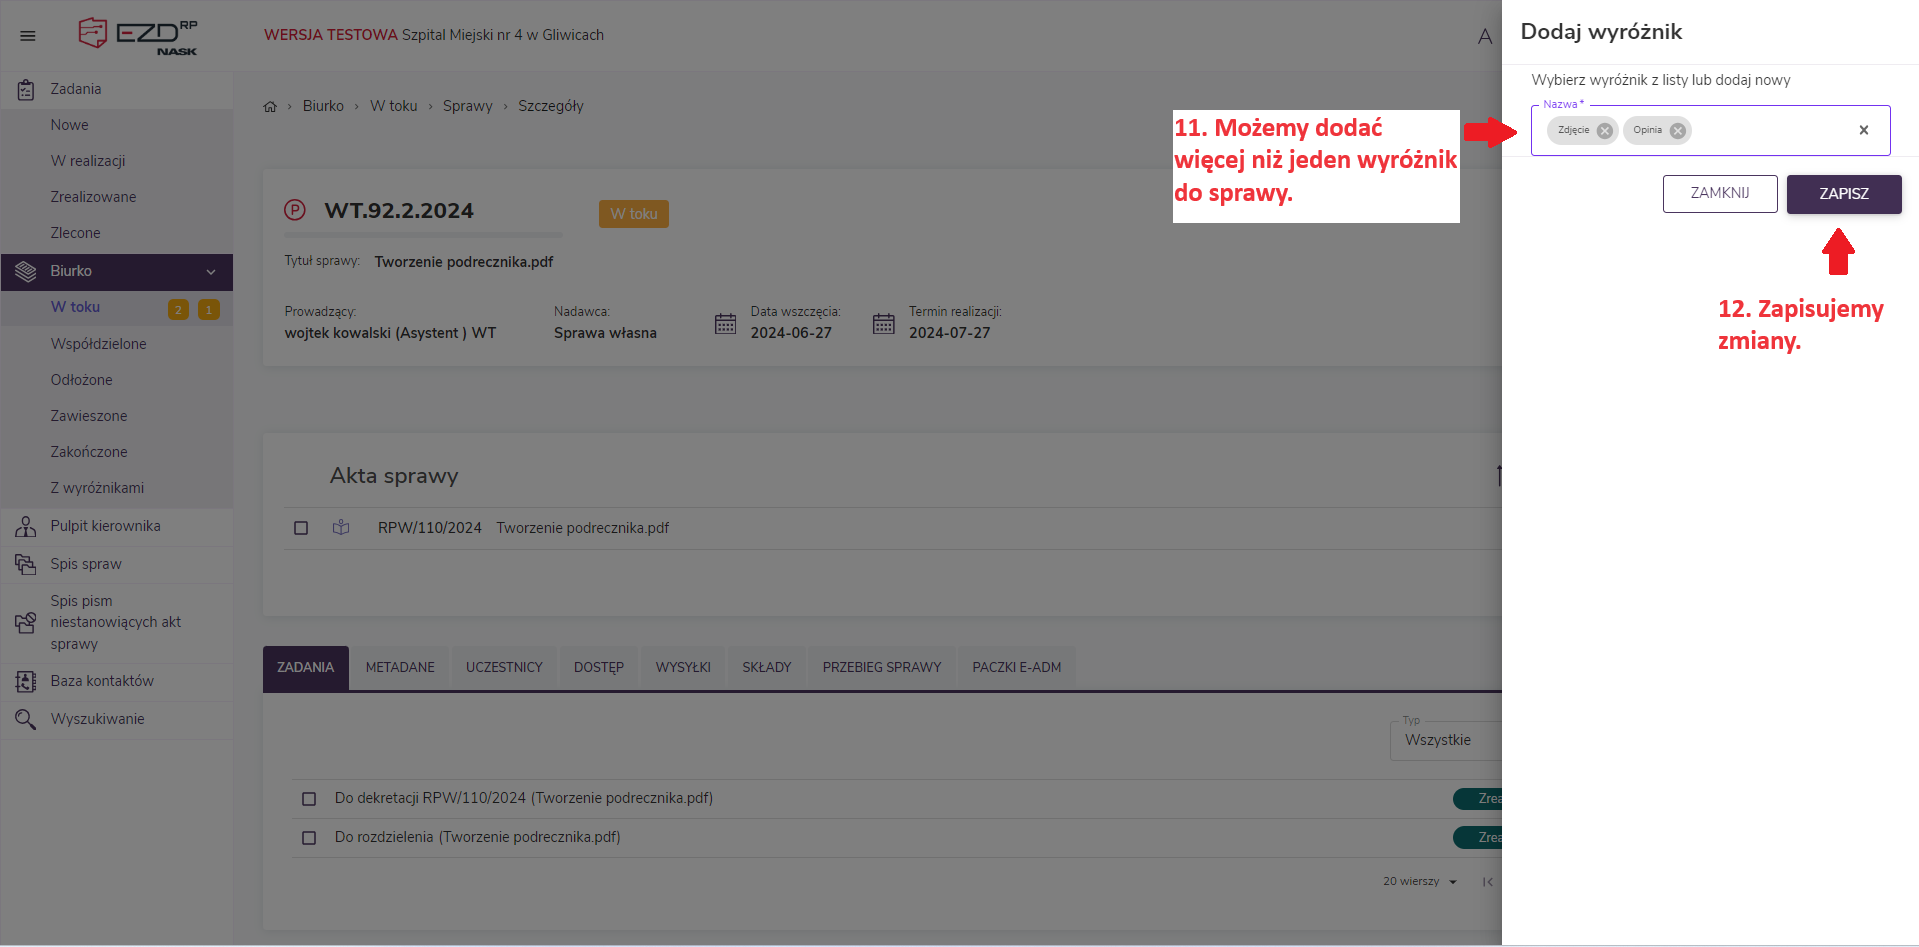 EZD RP
NASK
WERSJA TESTOWA Szpital Miejski nr 4 w Gliwicach
A
Zadania
Nowe
W realizacji
Zrealizowane
Zlecone
Biurko
W toku 2 1
Współdzielone
Odłożone
Zawieszone
Zakończone
Z wyróżnikami
Pulpit kierownika
Spis spraw
Spis pism
niestanowiących akt
sprawy
Baza kontaktów
Wyszukiwanie
Biurko › W toku › Sprawy › Szczegóły
P WT.92.2.2024 W toku
Tytuł sprawy: Tworzenie podrecznika.pdf
Prowadzący: Nadawca: Data wszczęcia: Termin realizacji:
wojtek kowalski (Asystent ) WT Sprawa własna 2024-06-27 2024-07-27
Akta sprawy
RPW/110/2024 Tworzenie podrecznika.pdf
ZADANIA METADANE UCZESTNICY DOSTĘP WYSYŁKI SKŁADY PRZEBIEG SPRAWY PACZKI E-ADM
Typ
Wszystkie
Do dekretacji RPW/110/2024 (Tworzenie podrecznika.pdf) Zrea
Do rozdzielenia (Tworzenie podrecznika.pdf) Zrea
20 wierszy
Dodaj wyróżnik
Wybierz wyróżnik z listy lub dodaj nowy
Nazwa*
Zdjęcie Opinia
ZAMKNIJ ZAPISZ
11. Możemy dodać
więcej niż jeden wyróżnik
do sprawy.
12. Zapisujemy
zmiany.